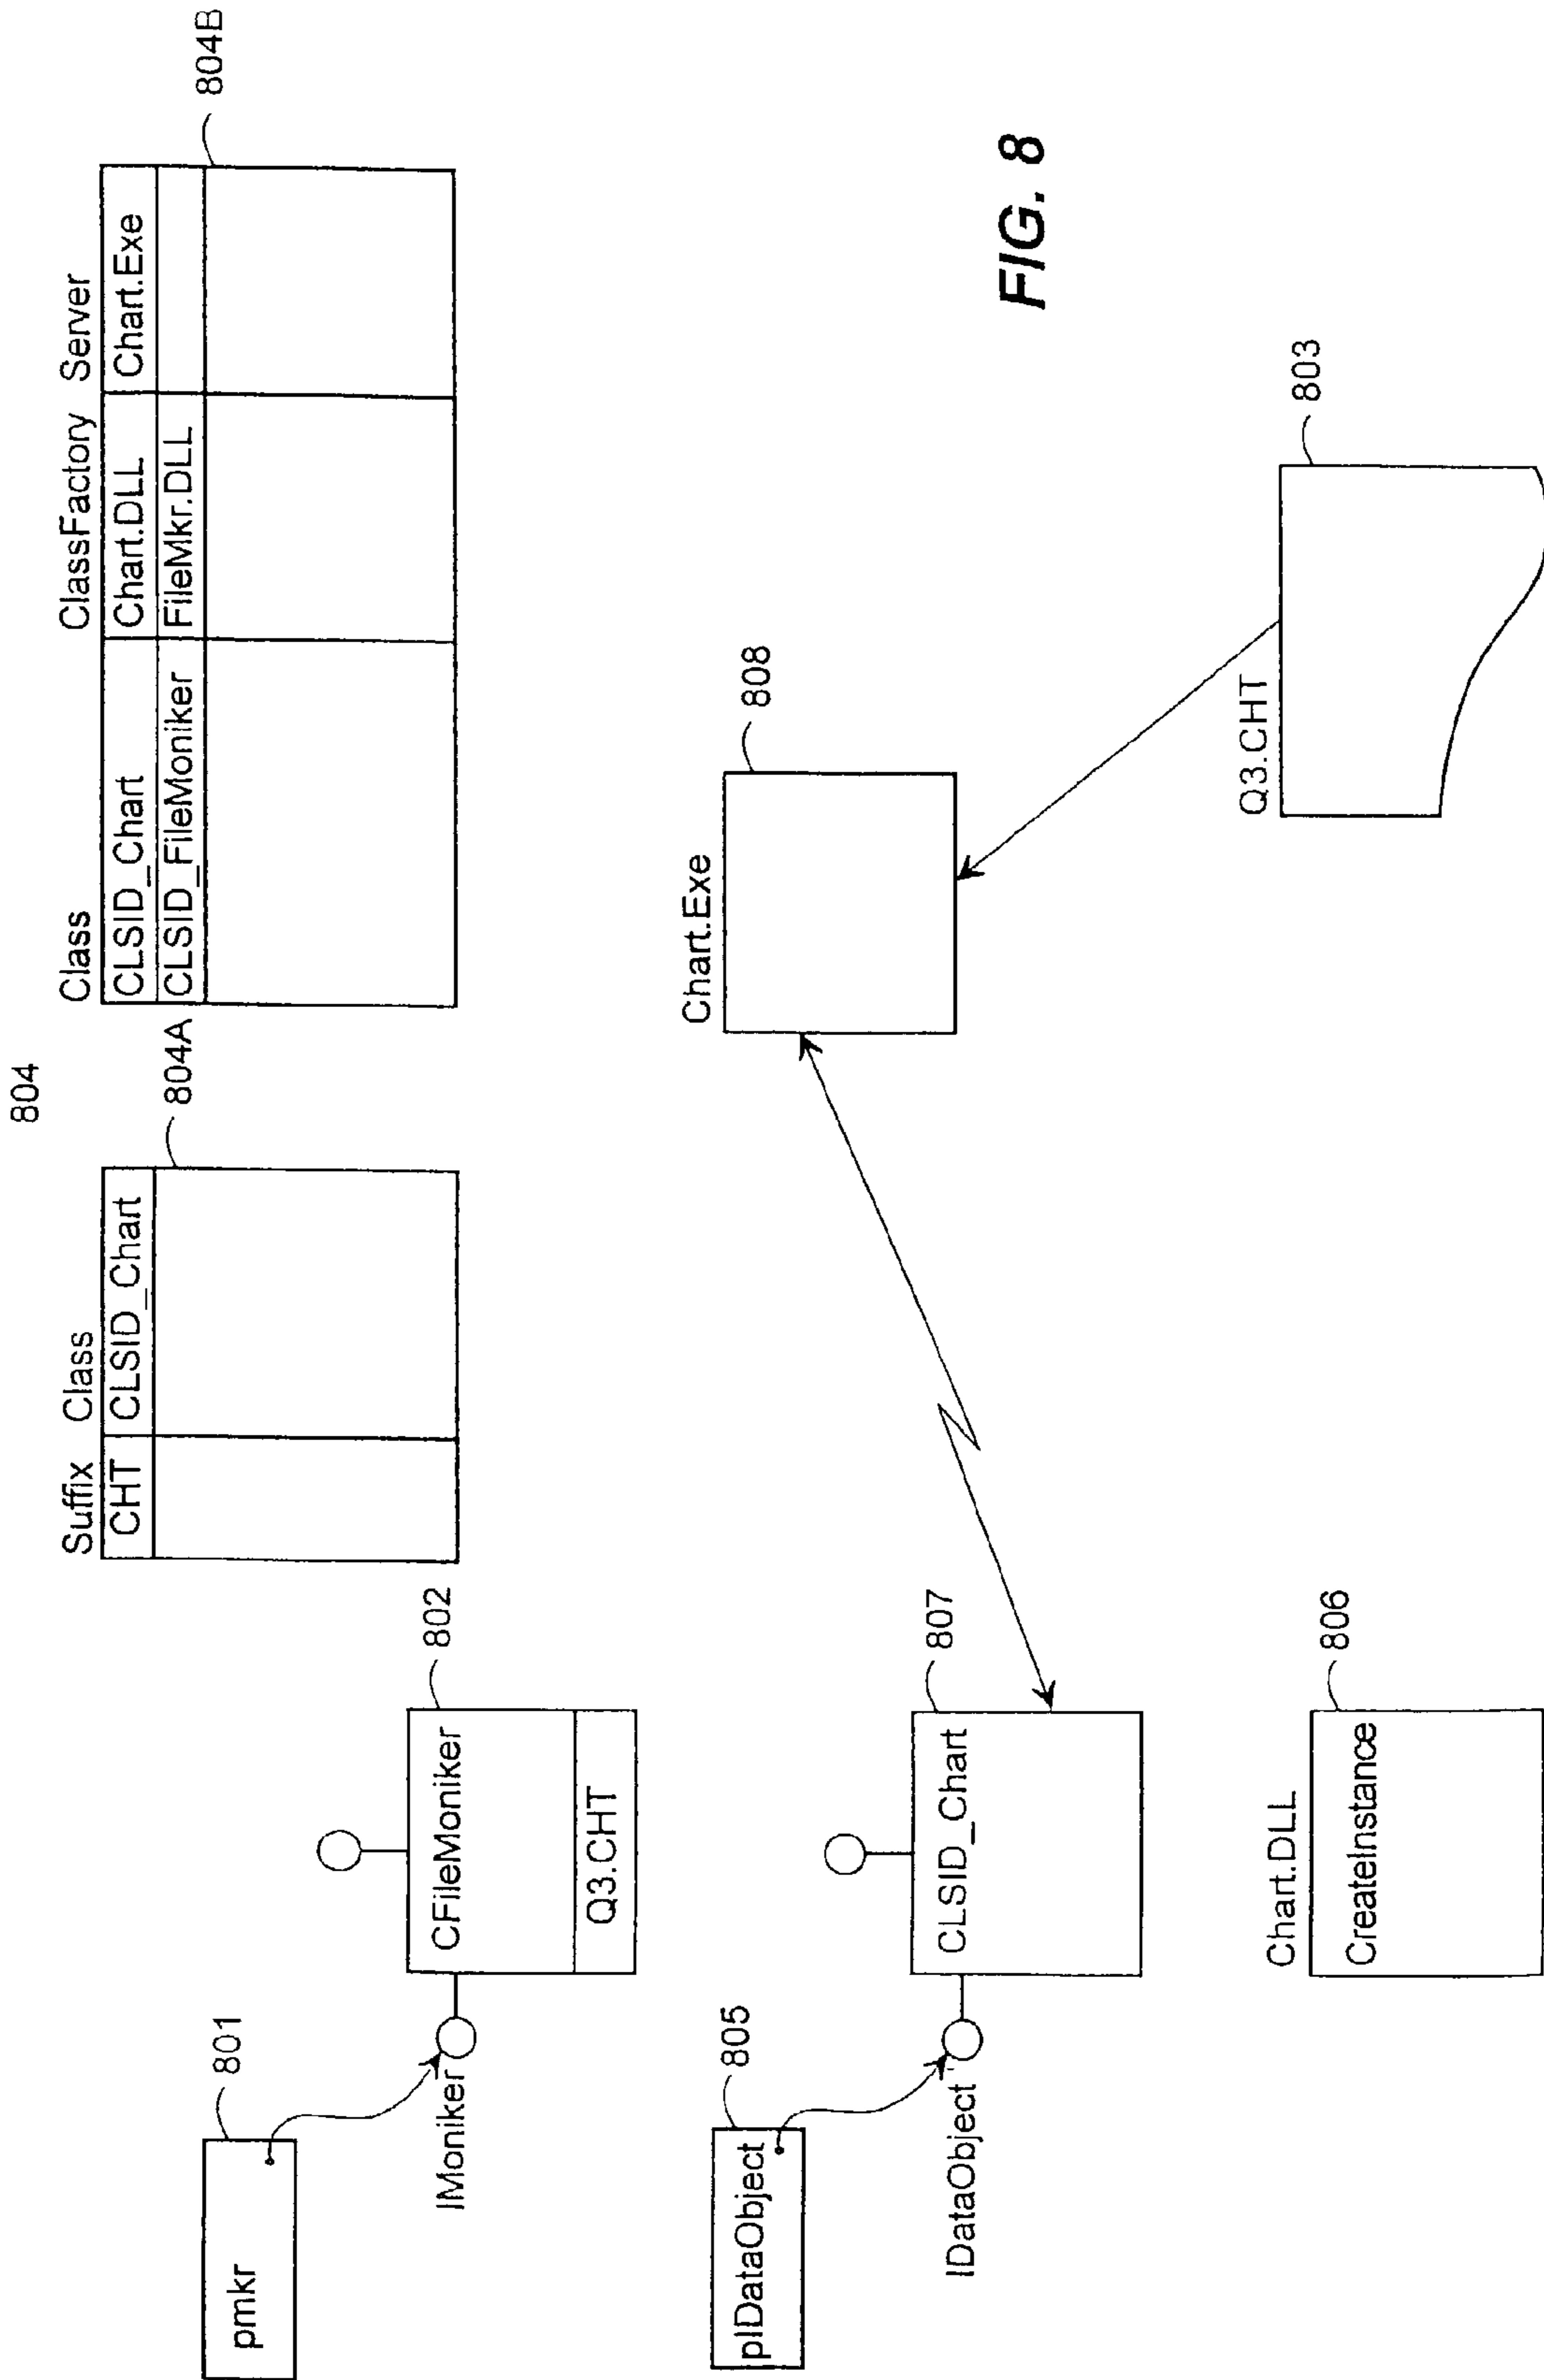 804
Suffix Class
CHT CLSID_Chart
804A
Class ClassFactory Server
CLSID_Chart Chart.DLL Chart.Exe
CLSID_FileMoniker FileMkr.DLL
804B
pmkr
801
IMoniker
CFileMoniker
Q3.CHT
802
pIDataObject
805
IDataObject
CLSID_Chart
807
Chart.Exe
808
Chart.DLL
CreateInstance
806
Q3.CHT
803
FIG. 8